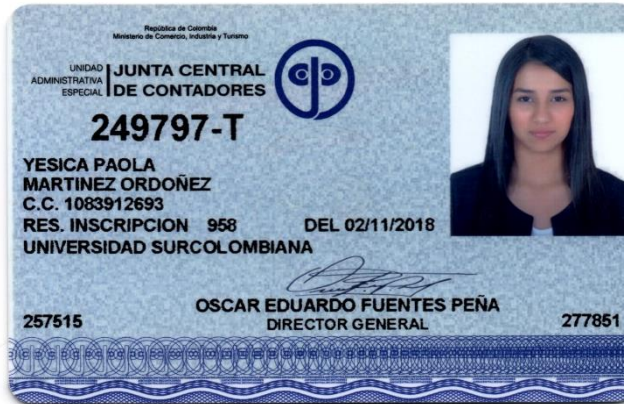 República de Colombia
Ministerio de Comercio, Industria y Turismo
UNIDAD
ADMINISTRATIVA
ESPECIAL
JUNTA CENTRAL
DE CONTADORES
249797-T
YESICA PAOLA
MARTINEZ ORDOÑEZ
C.C. 1083912693
RES. INSCRIPCION 958 DEL 02/11/2018
UNIVERSIDAD SURCOLOMBIANA
OSCAR EDUARDO FUENTES PEÑA
DIRECTOR GENERAL
257515
277851